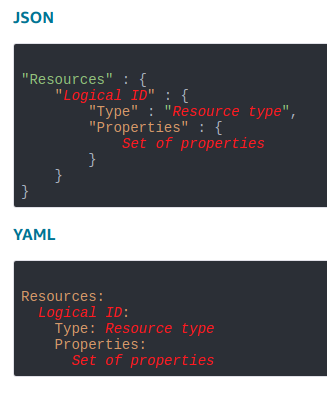 JSON
"Resources" : {
    "Logical ID" : {
        "Type" : "Resource type",
        "Properties" : {
            Set of properties
        }
    }
}
YAML
Resources:
  Logical ID:
    Type: Resource type
    Properties:
      Set of properties